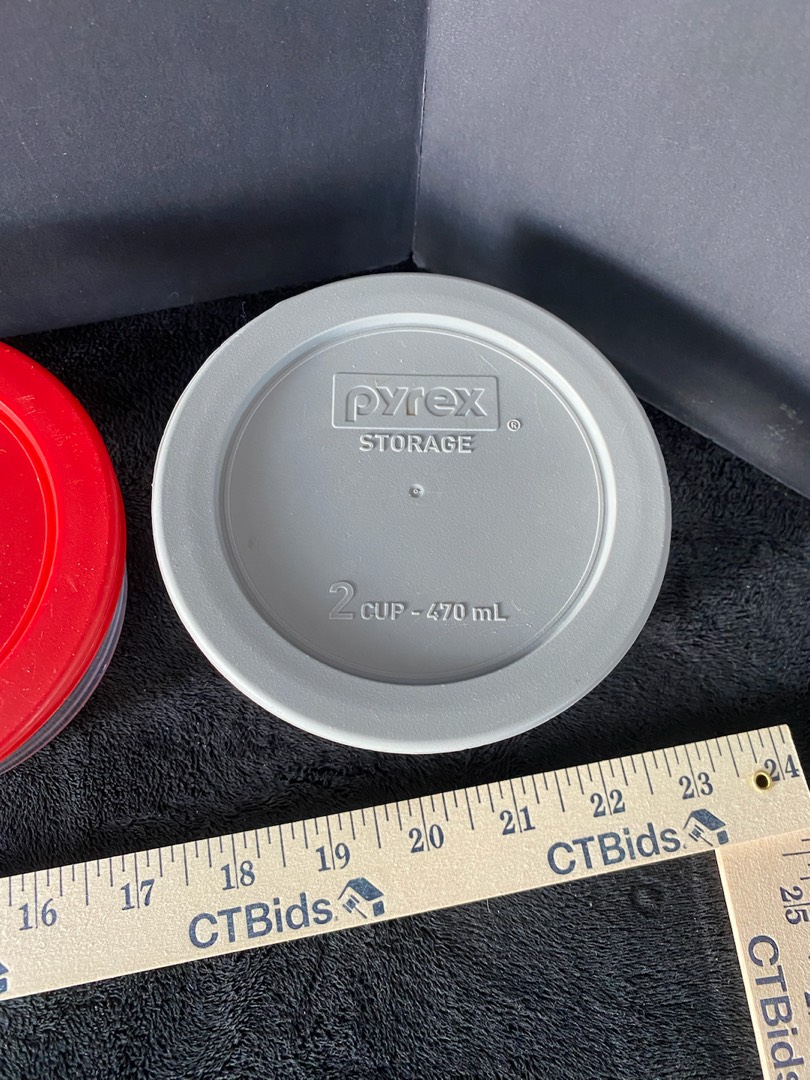 pyrex®
STORAGE
2 CUP - 470 mL
16 17 18 19 20 21 22 23 24
CTBids CTBids
25
CTBids